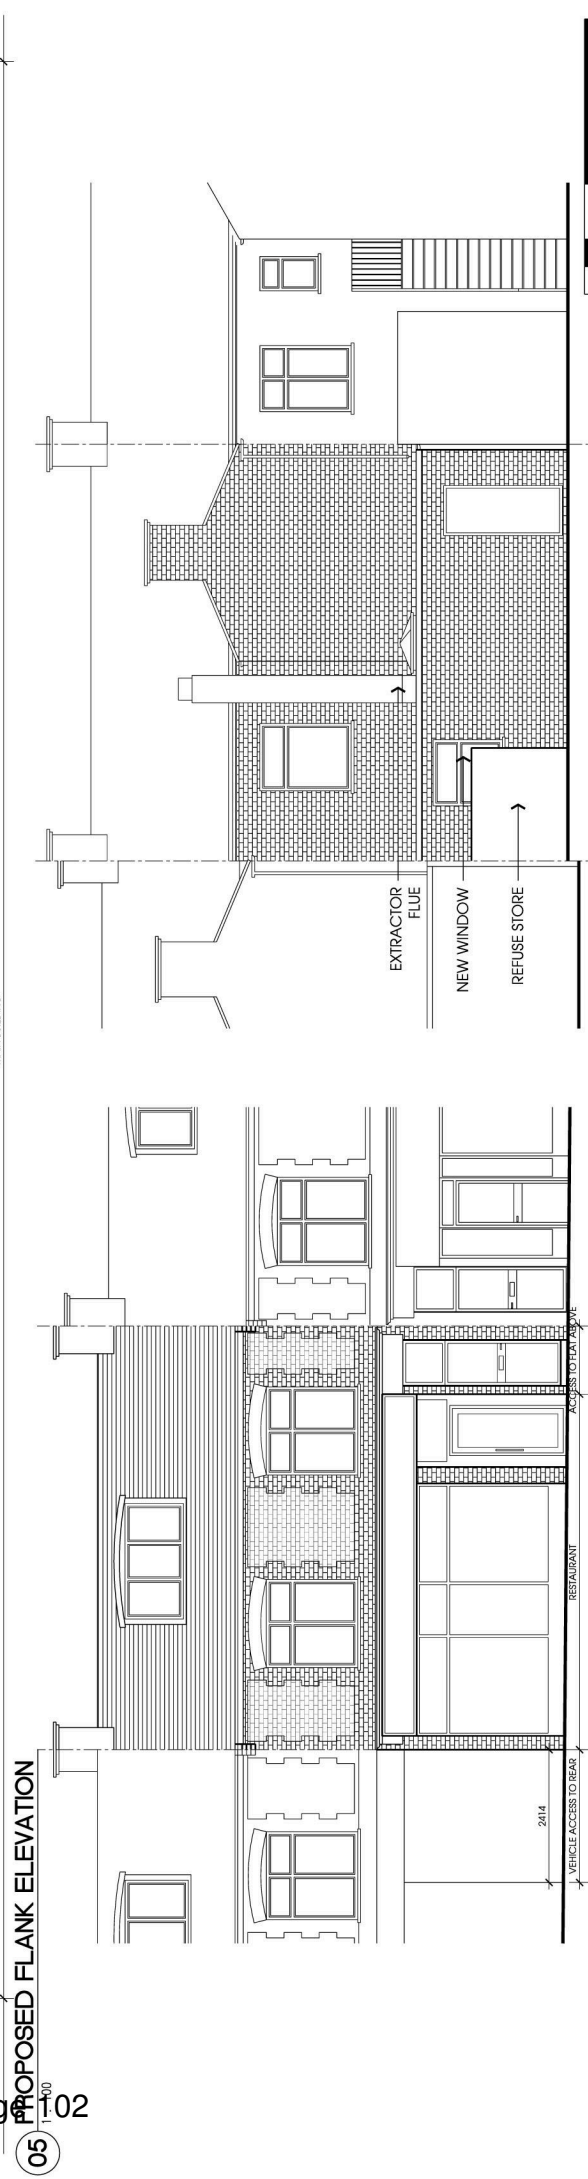 05
PROPOSED FLANK ELEVATION
1:100
102
2414
VEHICLE ACCESS TO REAR
RESTAURANT
ACCESS TO FLAT ABOVE
EXTRACTOR
FLUE
NEW WINDOW
REFUSE STORE